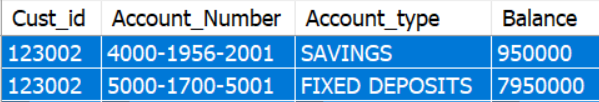 Cust_id Account_Number Account_type Balance
123002 4000-1956-2001 SAVINGS 950000
123002 5000-1700-5001 FIXED DEPOSITS 7950000